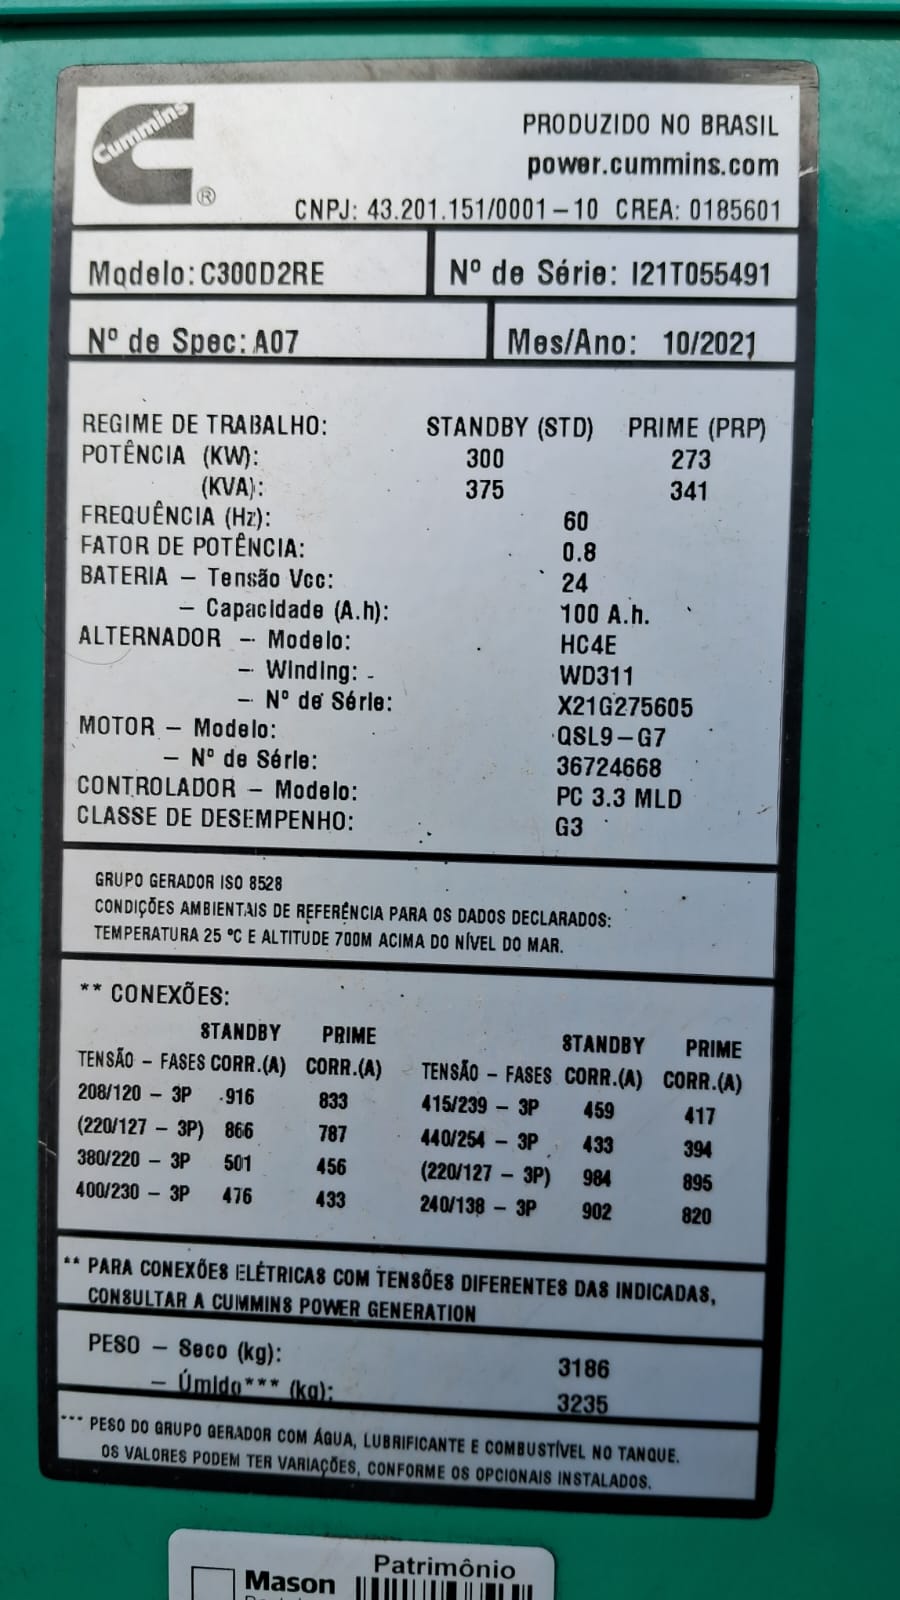 Cummins
®
PRODUZIDO NO BRASIL
power.cummins.com
CNPJ: 43.201.151/0001-10 CREA: 0185601
Modelo: C300D2RE
Nº de Série: I21T055491
Nº de Spec: A07
Mes/Ano: 10/2021
REGIME DE TRABALHO: STANDBY (STD) PRIME (PRP)
POTÊNCIA (KW): 300 273
(KVA): 375 341
FREQUÊNCIA (Hz): 60
FATOR DE POTÊNCIA: 0.8
BATERIA - Tensão Vcc: 24
- Capacidade (A.h): 100 A.h.
ALTERNADOR - Modelo: HC4E
- Winding: WD311
- Nº de Série: X21G275605
MOTOR - Modelo: QSL9-G7
- Nº de Série: 36724668
CONTROLADOR - Modelo: PC 3.3 MLD
CLASSE DE DESEMPENHO: G3
GRUPO GERADOR ISO 8528
CONDIÇÕES AMBIENTAIS DE REFERÊNCIA PARA OS DADOS DECLARADOS:
TEMPERATURA 25 ºC E ALTITUDE 700M ACIMA DO NÍVEL DO MAR.
** CONEXÕES:
STANDBY PRIME
TENSÃO - FASES CORR.(A) CORR.(A)
208/120 - 3P 916 833
(220/127 - 3P) 866 787
380/220 - 3P 501 456
400/230 - 3P 476 433
STANDBY PRIME
TENSÃO - FASES CORR.(A) CORR.(A)
415/239 - 3P 459 417
440/254 - 3P 433 394
(220/127 - 3P) 984 895
240/138 - 3P 902 820
** PARA CONEXÕES ELÉTRICAS COM TENSÕES DIFERENTES DAS INDICADAS,
CONSULTAR A CUMMINS POWER GENERATION
PESO - Seco (kg): 3186
- Úmido*** (kg): 3235
*** PESO DO GRUPO GERADOR COM ÁGUA, LUBRIFICANTE E COMBUSTÍVEL NO TANQUE.
OS VALORES PODEM TER VARIAÇÕES, CONFORME OS OPCIONAIS INSTALADOS.
Patrimônio
Mason